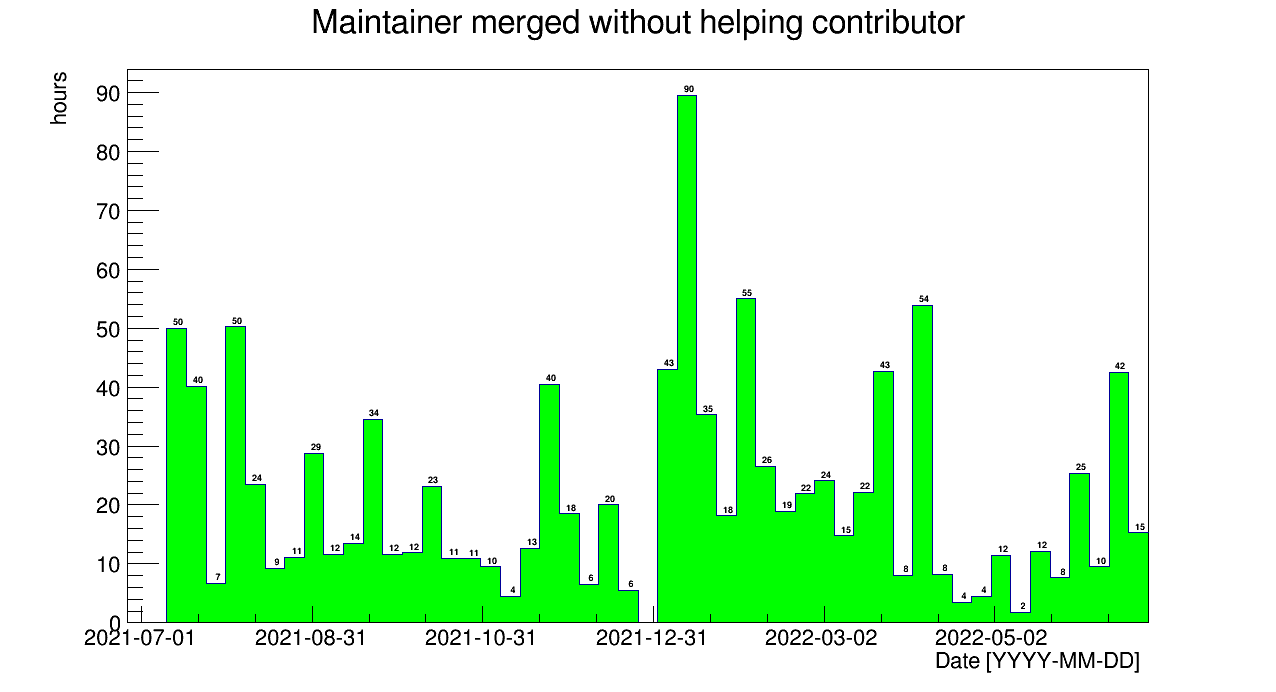 Maintainer merged without helping contributor
hours
90
80
70
60
50
40
30
20
10
0
50 40 7 50 24 9 11 29 12 14 34 12 12 23 11 11 10 4 13 40 18 6 20 6 43 90 35 18 55 26 19 22 24 15 22 43 8 54 8 4 4 12 2 12 8 25 10 42 15
2021-07-01 2021-08-31 2021-10-31 2021-12-31 2022-03-02 2022-05-02
Date [YYYY-MM-DD]